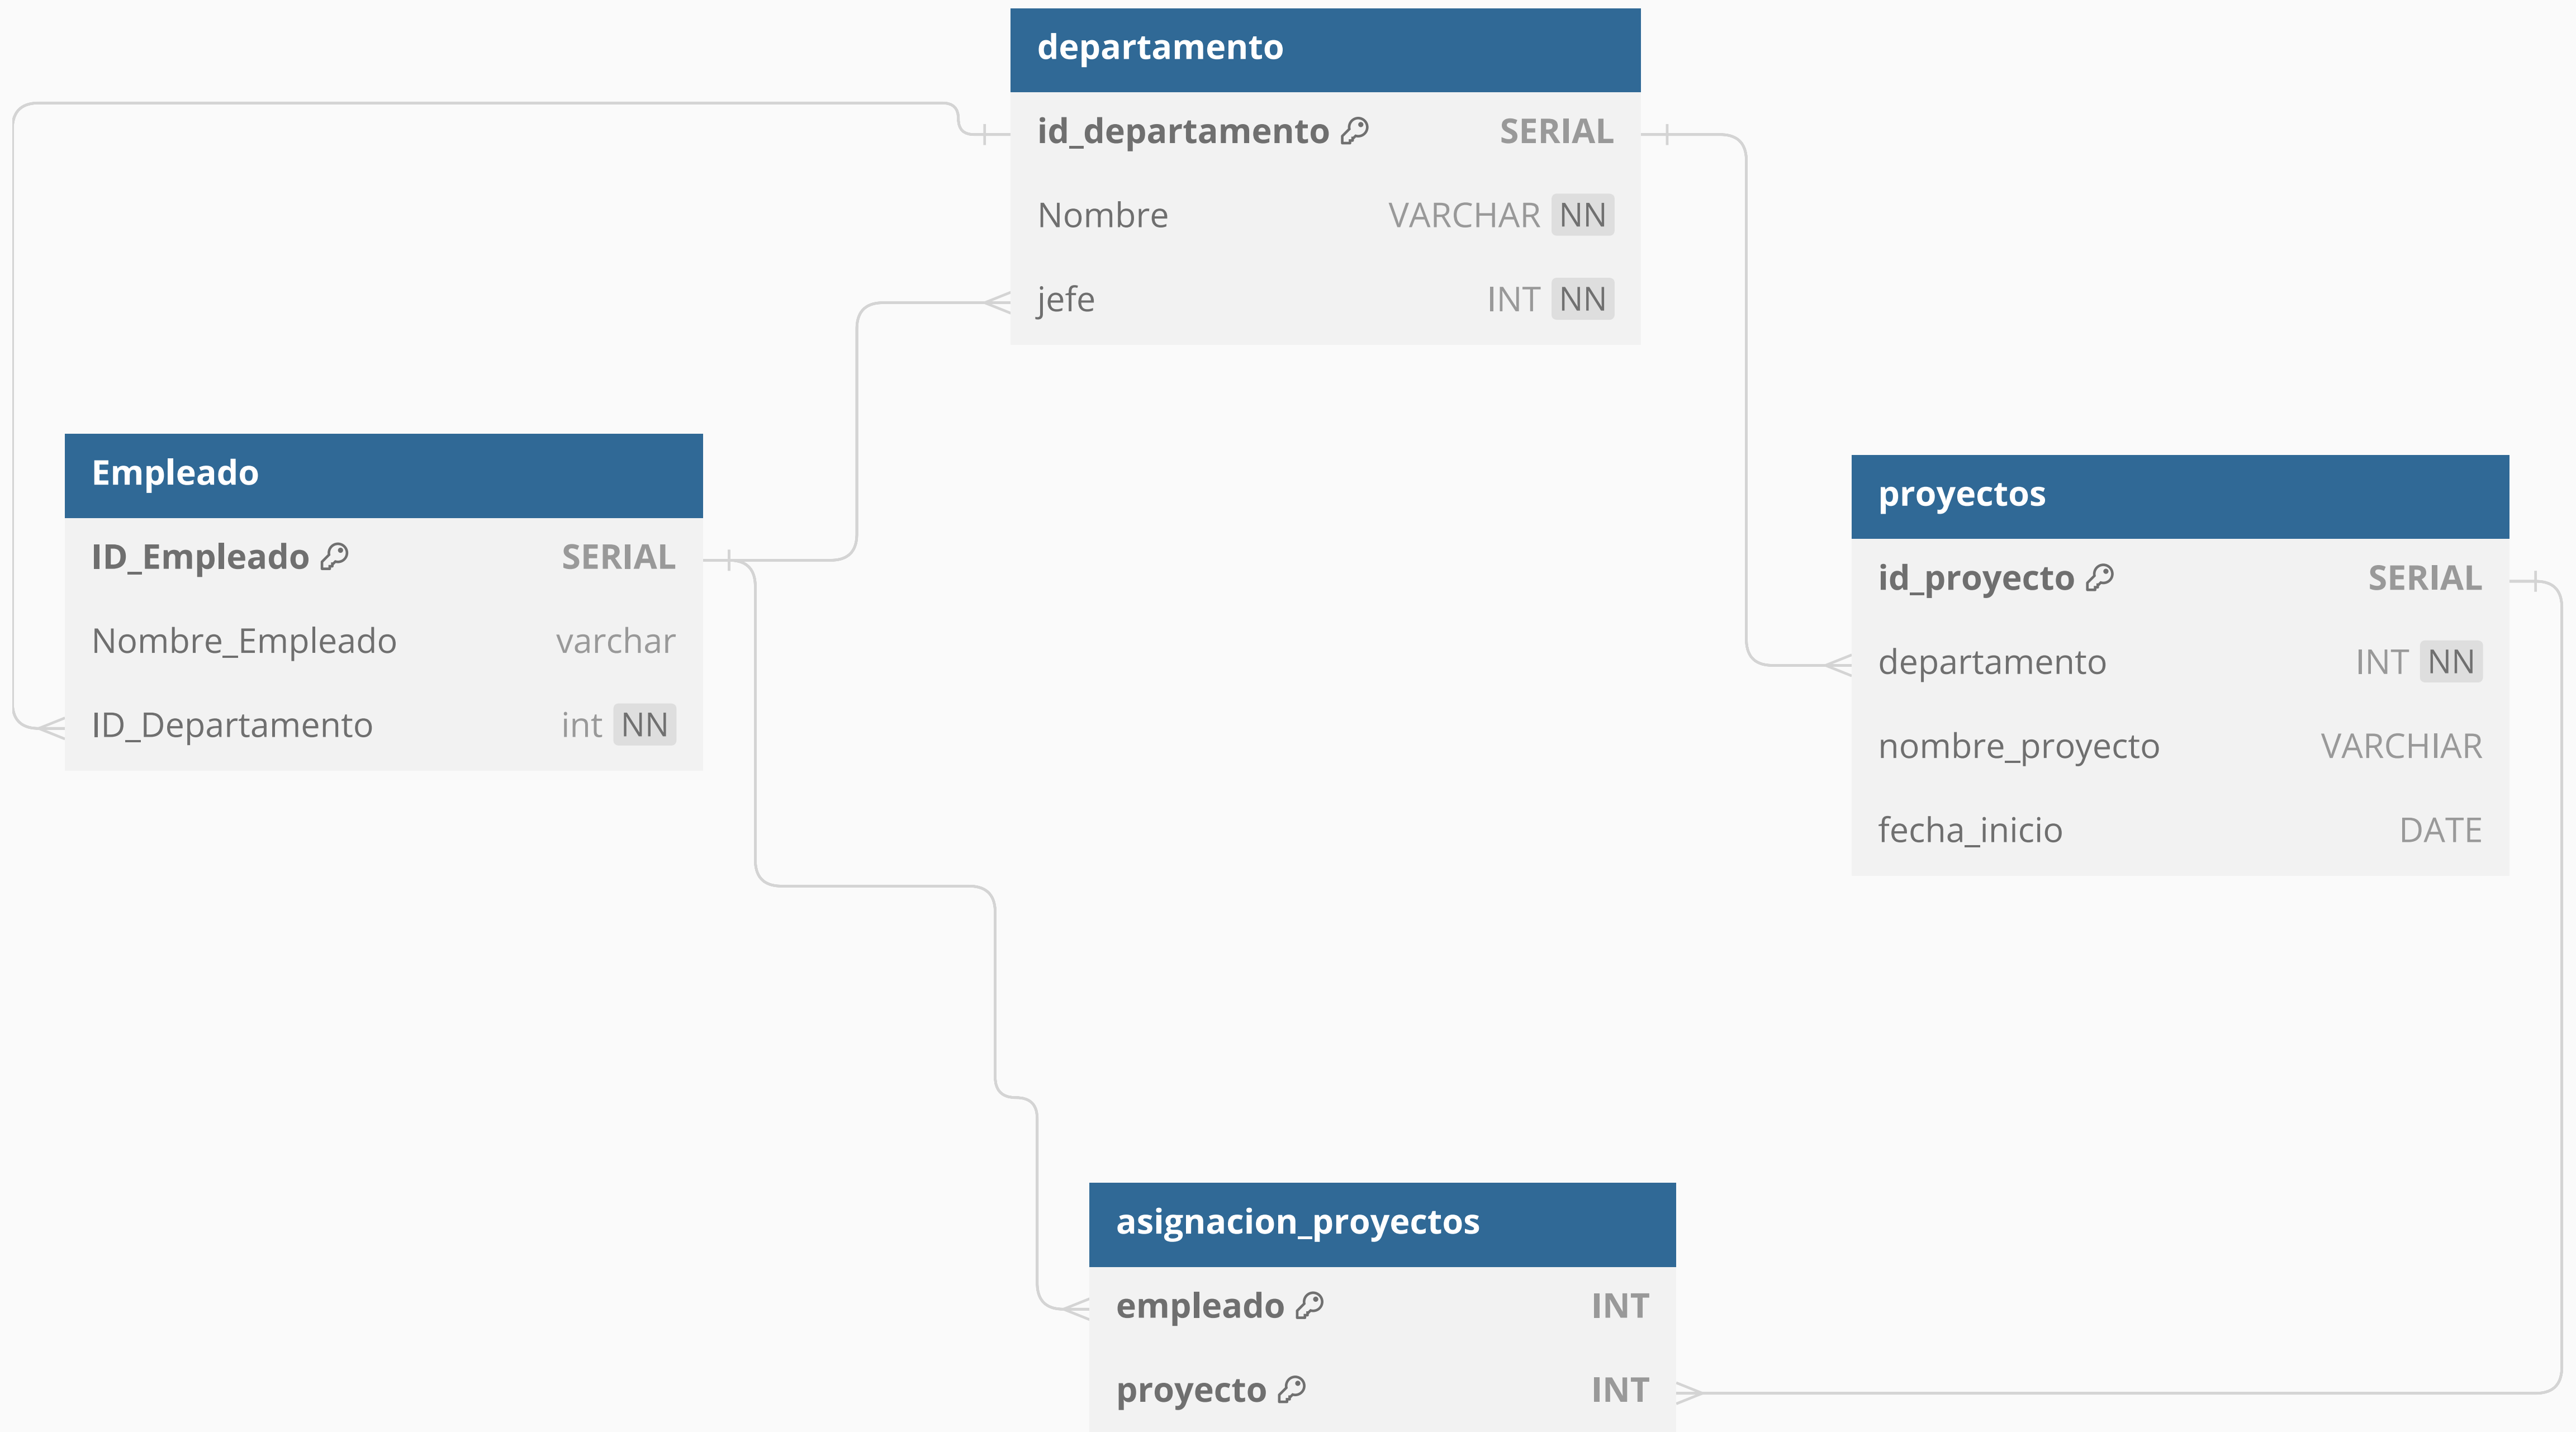 departamento
id_departamento SERIAL
Nombre VARCHAR NN
jefe INT NN
Empleado
ID_Empleado SERIAL
Nombre_Empleado varchar
ID_Departamento int NN
proyectos
id_proyecto SERIAL
departamento INT NN
nombre_proyecto VARCHIAR
fecha_inicio DATE
asignacion_proyectos
empleado INT
proyecto INT